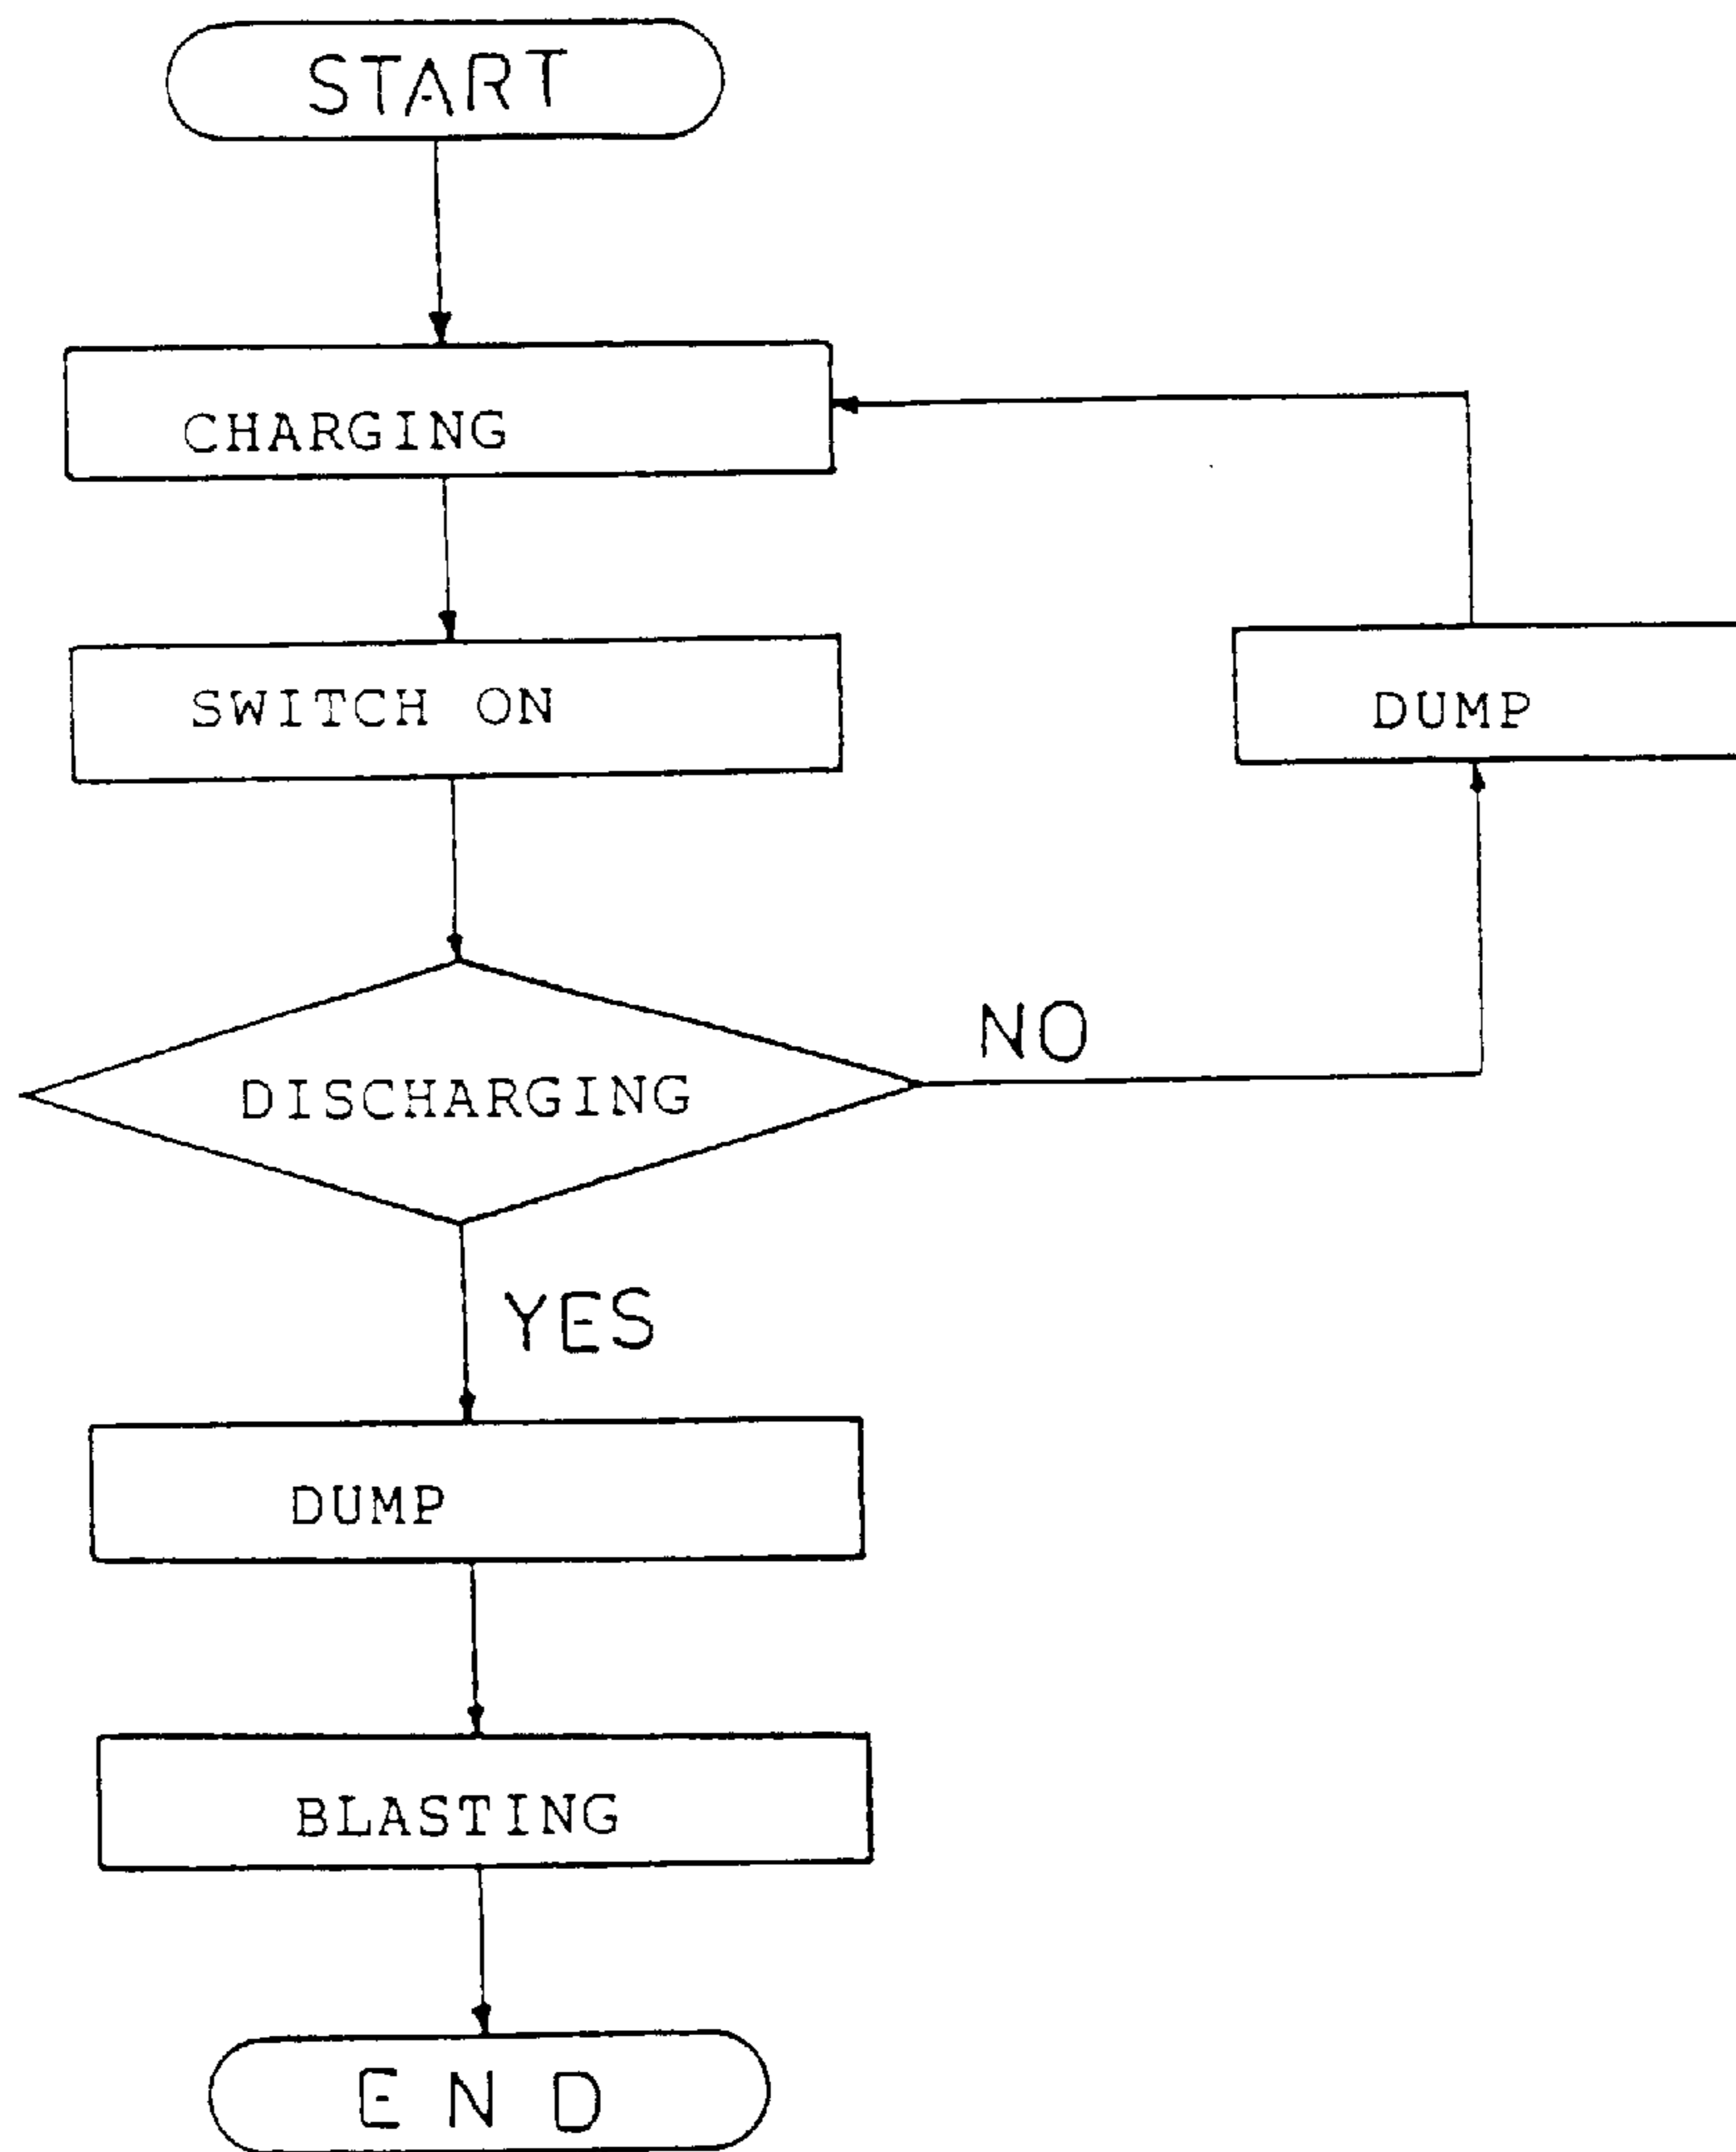 START
CHARGING
SWITCH ON
DUMP
DISCHARGING
NO
YES
DUMP
BLASTING
END